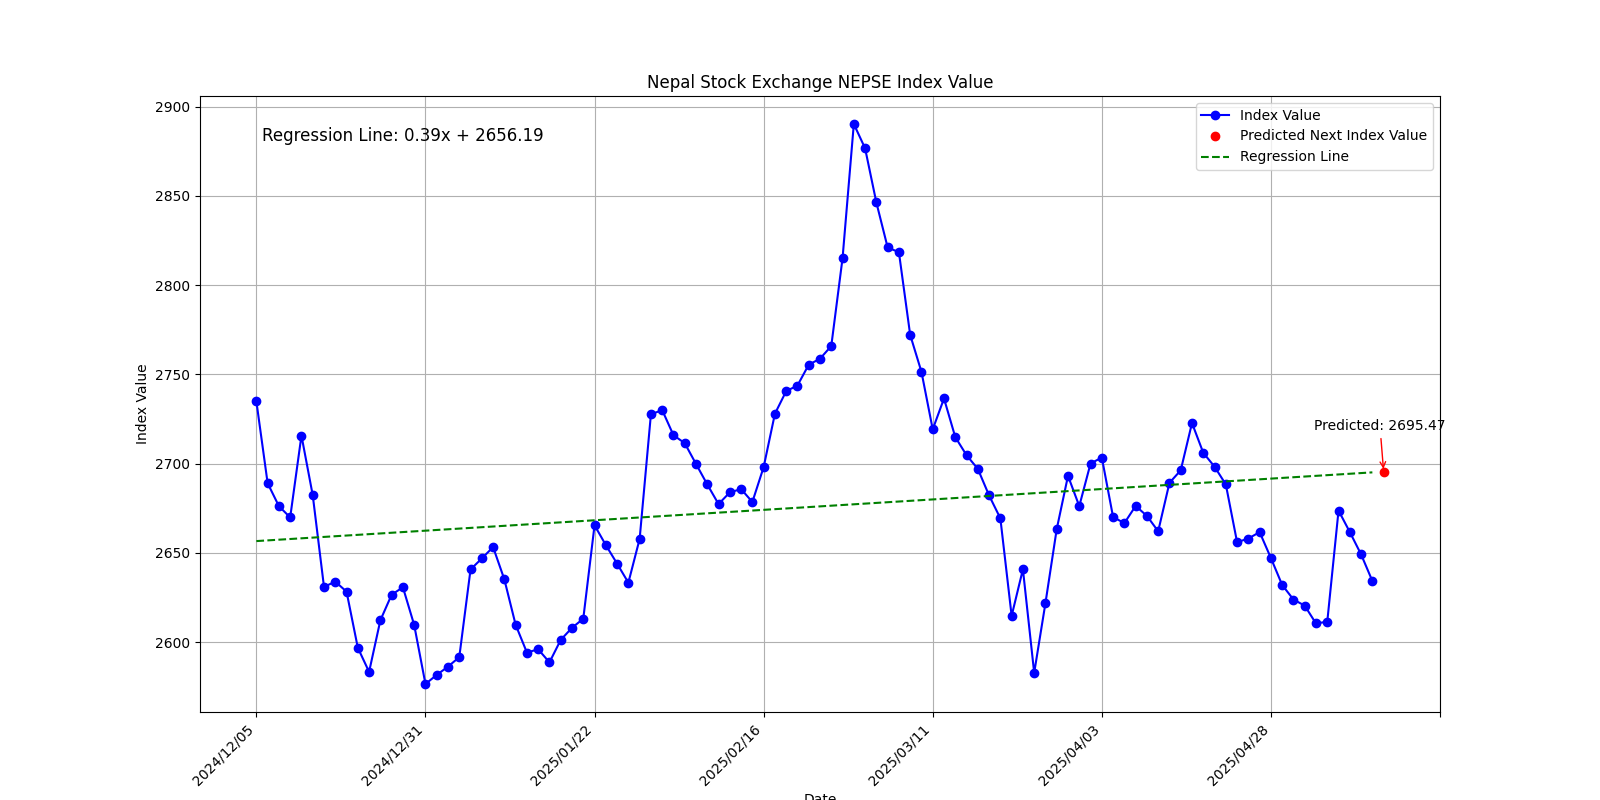 Nepal Stock Exchange NEPSE Index Value
Regression Line: 0.39x + 2656.19
Index Value
Predicted Next Index Value
Regression Line
Predicted: 2695.47
Index Value
2900
2850
2800
2750
2700
2650
2600
2024/12/05
2024/12/31
2025/01/22
2025/02/16
2025/03/11
2025/04/03
2025/04/28
Date